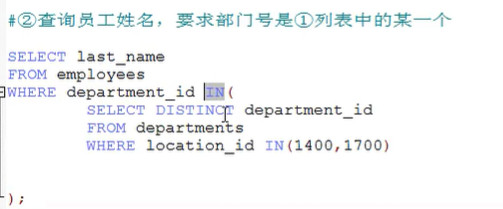 #②查询员工姓名，要求部门号是①列表中的某一个
SELECT last_name
FROM employees
WHERE department_id IN(
SELECT DISTINCT department_id
FROM departments
WHERE location_id IN(1400,1700)
);